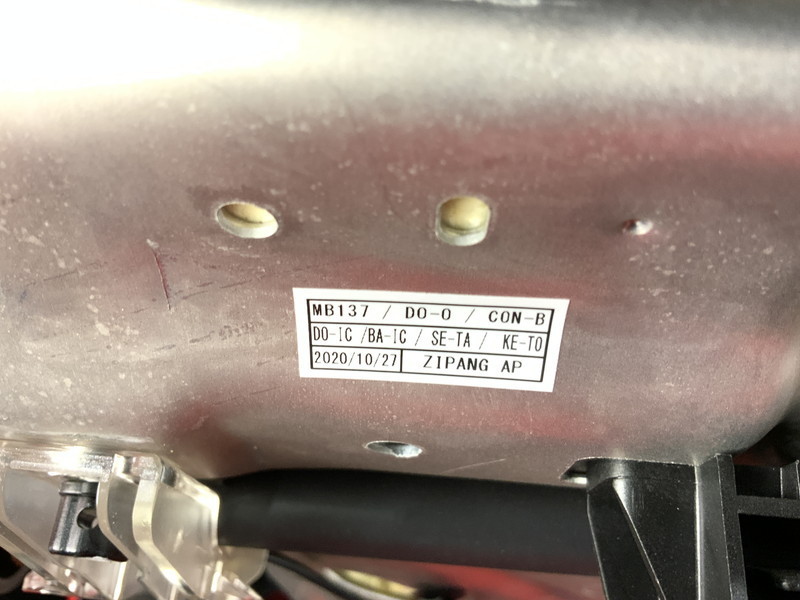 MB137 / DO-O / CON-B
DO-IC /BA-IC / SE-TA / KE-TO
2020/10/27 ZIPANG AP